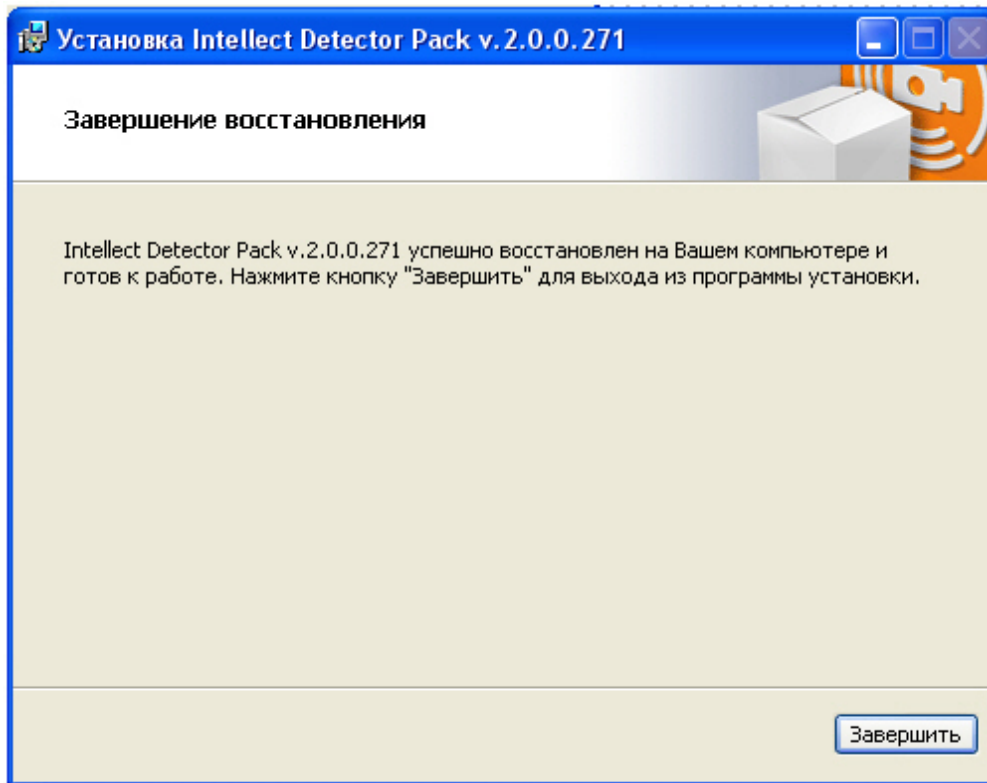 Установка Intellect Detector Pack v.2.0.0.271
Завершение восстановления
Intellect Detector Pack v.2.0.0.271 успешно восстановлен на Вашем компьютере и
готов к работе. Нажмите кнопку "Завершить" для выхода из программы установки.
Завершить